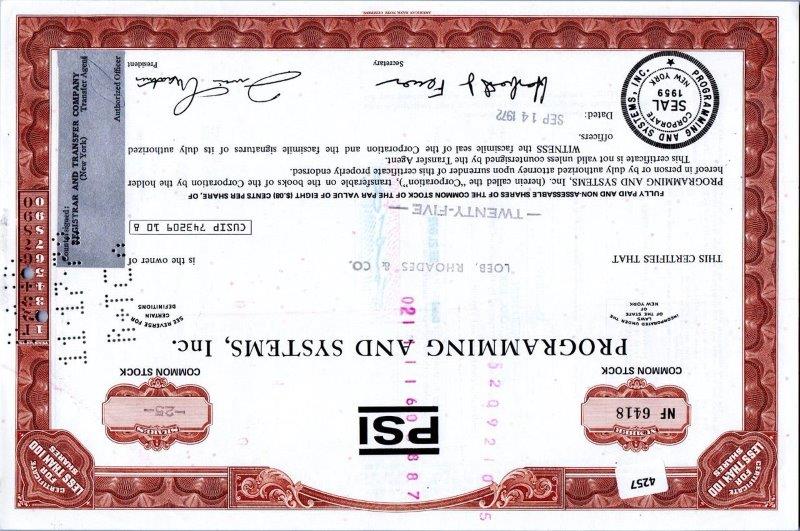 4257
CERTIFICATE FOR LESS THAN 100 SHARES
CERTIFICATE FOR LESS THAN 100 SHARES
PSI
NF 6418
-25-
SHARES
COMMON STOCK
COMMON STOCK
PROGRAMMING AND SYSTEMS, Inc.
INCORPORATED UNDER THE LAWS OF THE STATE OF NEW YORK
SEE REVERSE FOR CERTAIN DEFINITIONS
THIS CERTIFIES THAT
LOEB, RHOADES & CO.
is the owner of
CUSIP 743209 10 8
— TWENTY-FIVE —
FULLY PAID AND NON-ASSESSABLE SHARES OF THE COMMON STOCK OF THE PAR VALUE OF EIGHT CENTS ($.08) PER SHARE, OF
PROGRAMMING AND SYSTEMS, Inc. (herein called the "Corporation"), transferable on the books of the Corporation by the holder
hereof in person or by duly authorized attorney upon surrender of this certificate properly endorsed.
This certificate is not valid unless countersigned by the Transfer Agent.
WITNESS the facsimile seal of the Corporation and the facsimile signatures of its duly authorized
officers.
Dated: SEP 14 1972
PROGRAMMING AND SYSTEMS, INC.
CORPORATE
SEAL
1959
NEW YORK
Secretary
President
Countersigned:
REGISTRAR AND TRANSFER COMPANY
(New York)
Transfer Agent
Authorized Officer
AMERICAN BANK NOTE COMPANY.